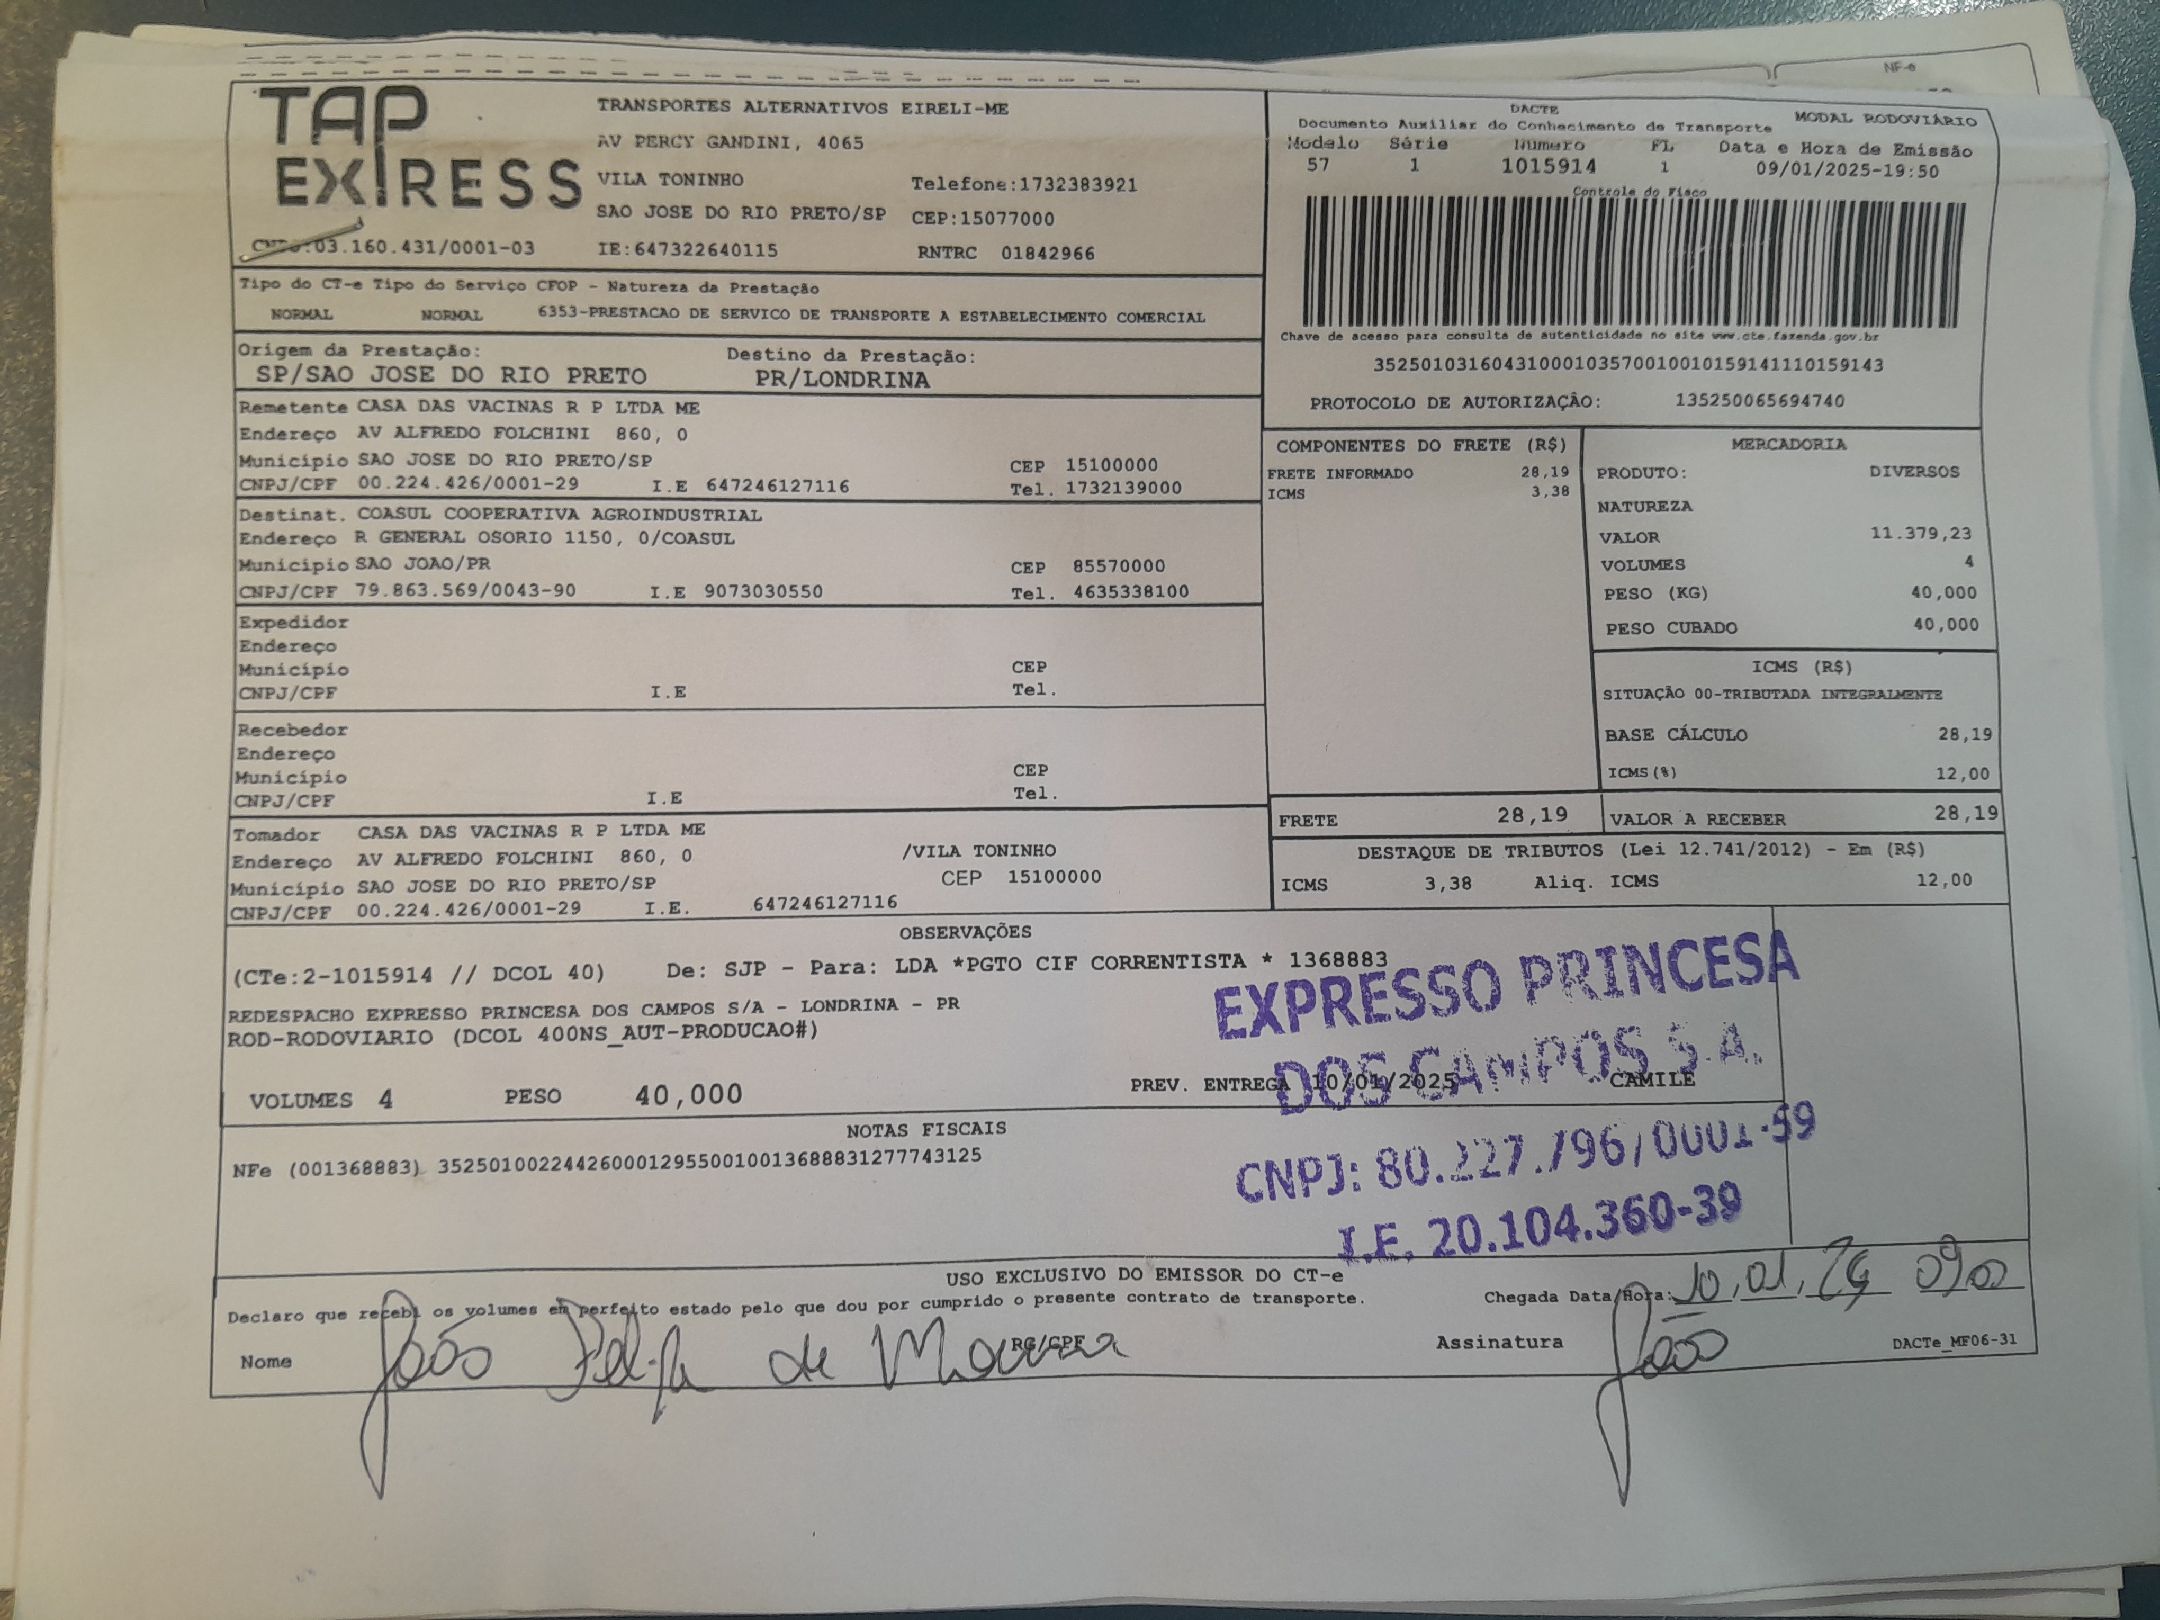 NF-e
TAP EXPRESS
TRANSPORTES ALTERNATIVOS EIRELI-ME
AV PERCY GANDINI, 4065
VILA TONINHO Telefone:1732383921
SAO JOSE DO RIO PRETO/SP CEP:15077000
CNPJ:03.160.431/0001-03 IE:647322640115 RNTRC 01842966
DACTE MODAL RODOVIÁRIO
Documento Auxiliar do Conhecimento de Transporte
Modelo Série Número FL Data e Hora de Emissão
57 1 1015914 1 09/01/2025-19:50
Controle do Fisco
Chave de acesso para consulta de autenticidade no site www.cte.fazenda.gov.br
35250103160431000103570010010159141110159143
PROTOCOLO DE AUTORIZAÇÃO: 135250065694740
Tipo do CT-e Tipo do Serviço CFOP - Natureza da Prestação
NORMAL NORMAL 6353-PRESTACAO DE SERVICO DE TRANSPORTE A ESTABELECIMENTO COMERCIAL
Origem da Prestação: Destino da Prestação:
SP/SAO JOSE DO RIO PRETO PR/LONDRINA
Remetente CASA DAS VACINAS R P LTDA ME
Endereço AV ALFREDO FOLCHINI 860, 0
Município SAO JOSE DO RIO PRETO/SP CEP 15100000
CNPJ/CPF 00.224.426/0001-29 I.E 647246127116 Tel. 1732139000
Destinat. COASUL COOPERATIVA AGROINDUSTRIAL
Endereço R GENERAL OSORIO 1150, 0/COASUL
Município SAO JOAO/PR CEP 85570000
CNPJ/CPF 79.863.569/0043-90 I.E 9073030550 Tel. 4635338100
Expedidor
Endereço
Município CEP
CNPJ/CPF I.E Tel.
Recebedor
Endereço
Município CEP
CNPJ/CPF I.E Tel.
Tomador CASA DAS VACINAS R P LTDA ME
Endereço AV ALFREDO FOLCHINI 860, 0 /VILA TONINHO
Município SAO JOSE DO RIO PRETO/SP CEP 15100000
CNPJ/CPF 00.224.426/0001-29 I.E. 647246127116
COMPONENTES DO FRETE (R$)
FRETE INFORMADO 28,19
ICMS 3,38
MERCADORIA
PRODUTO: DIVERSOS
NATUREZA
VALOR 11.379,23
VOLUMES 4
PESO (KG) 40,000
PESO CUBADO 40,000
ICMS (R$)
SITUAÇÃO 00-TRIBUTADA INTEGRALMENTE
BASE CÁLCULO 28,19
ICMS(%) 12,00
FRETE 28,19 VALOR A RECEBER 28,19
DESTAQUE DE TRIBUTOS (Lei 12.741/2012) - Em (R$)
ICMS 3,38 Aliq. ICMS 12,00
OBSERVAÇÕES
(CTe:2-1015914 // DCOL 40) De: SJP - Para: LDA *PGTO CIF CORRENTISTA * 1368883
REDESPACHO EXPRESSO PRINCESA DOS CAMPOS S/A - LONDRINA - PR
ROD-RODOVIARIO (DCOL 400NS_AUT-PRODUCAO#)
VOLUMES 4 PESO 40,000 PREV. ENTREGA 10/01/2025 CAMILE
EXPRESSO PRINCESA
DOS CAMPOS S.A.
CNPJ: 80.227.796/0001-59
I.E. 20.104.360-39
NOTAS FISCAIS
NFe (001368883) 35250100224426000129550010013688831277743125
USO EXCLUSIVO DO EMISSOR DO CT-e
Declaro que recebi os volumes em perfeito estado pelo que dou por cumprido o presente contrato de transporte. Chegada Data/Hora: 10,01,
Nome João de Moura RG/CPF Assinatura João DACTe_MF06-31